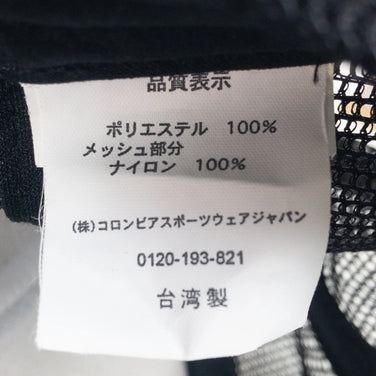 品質表示
ポリエステル 100%
メッシュ部分
ナイロン 100%
(株)コロンビアスポーツウェアジャパン
0120-193-821
台湾製